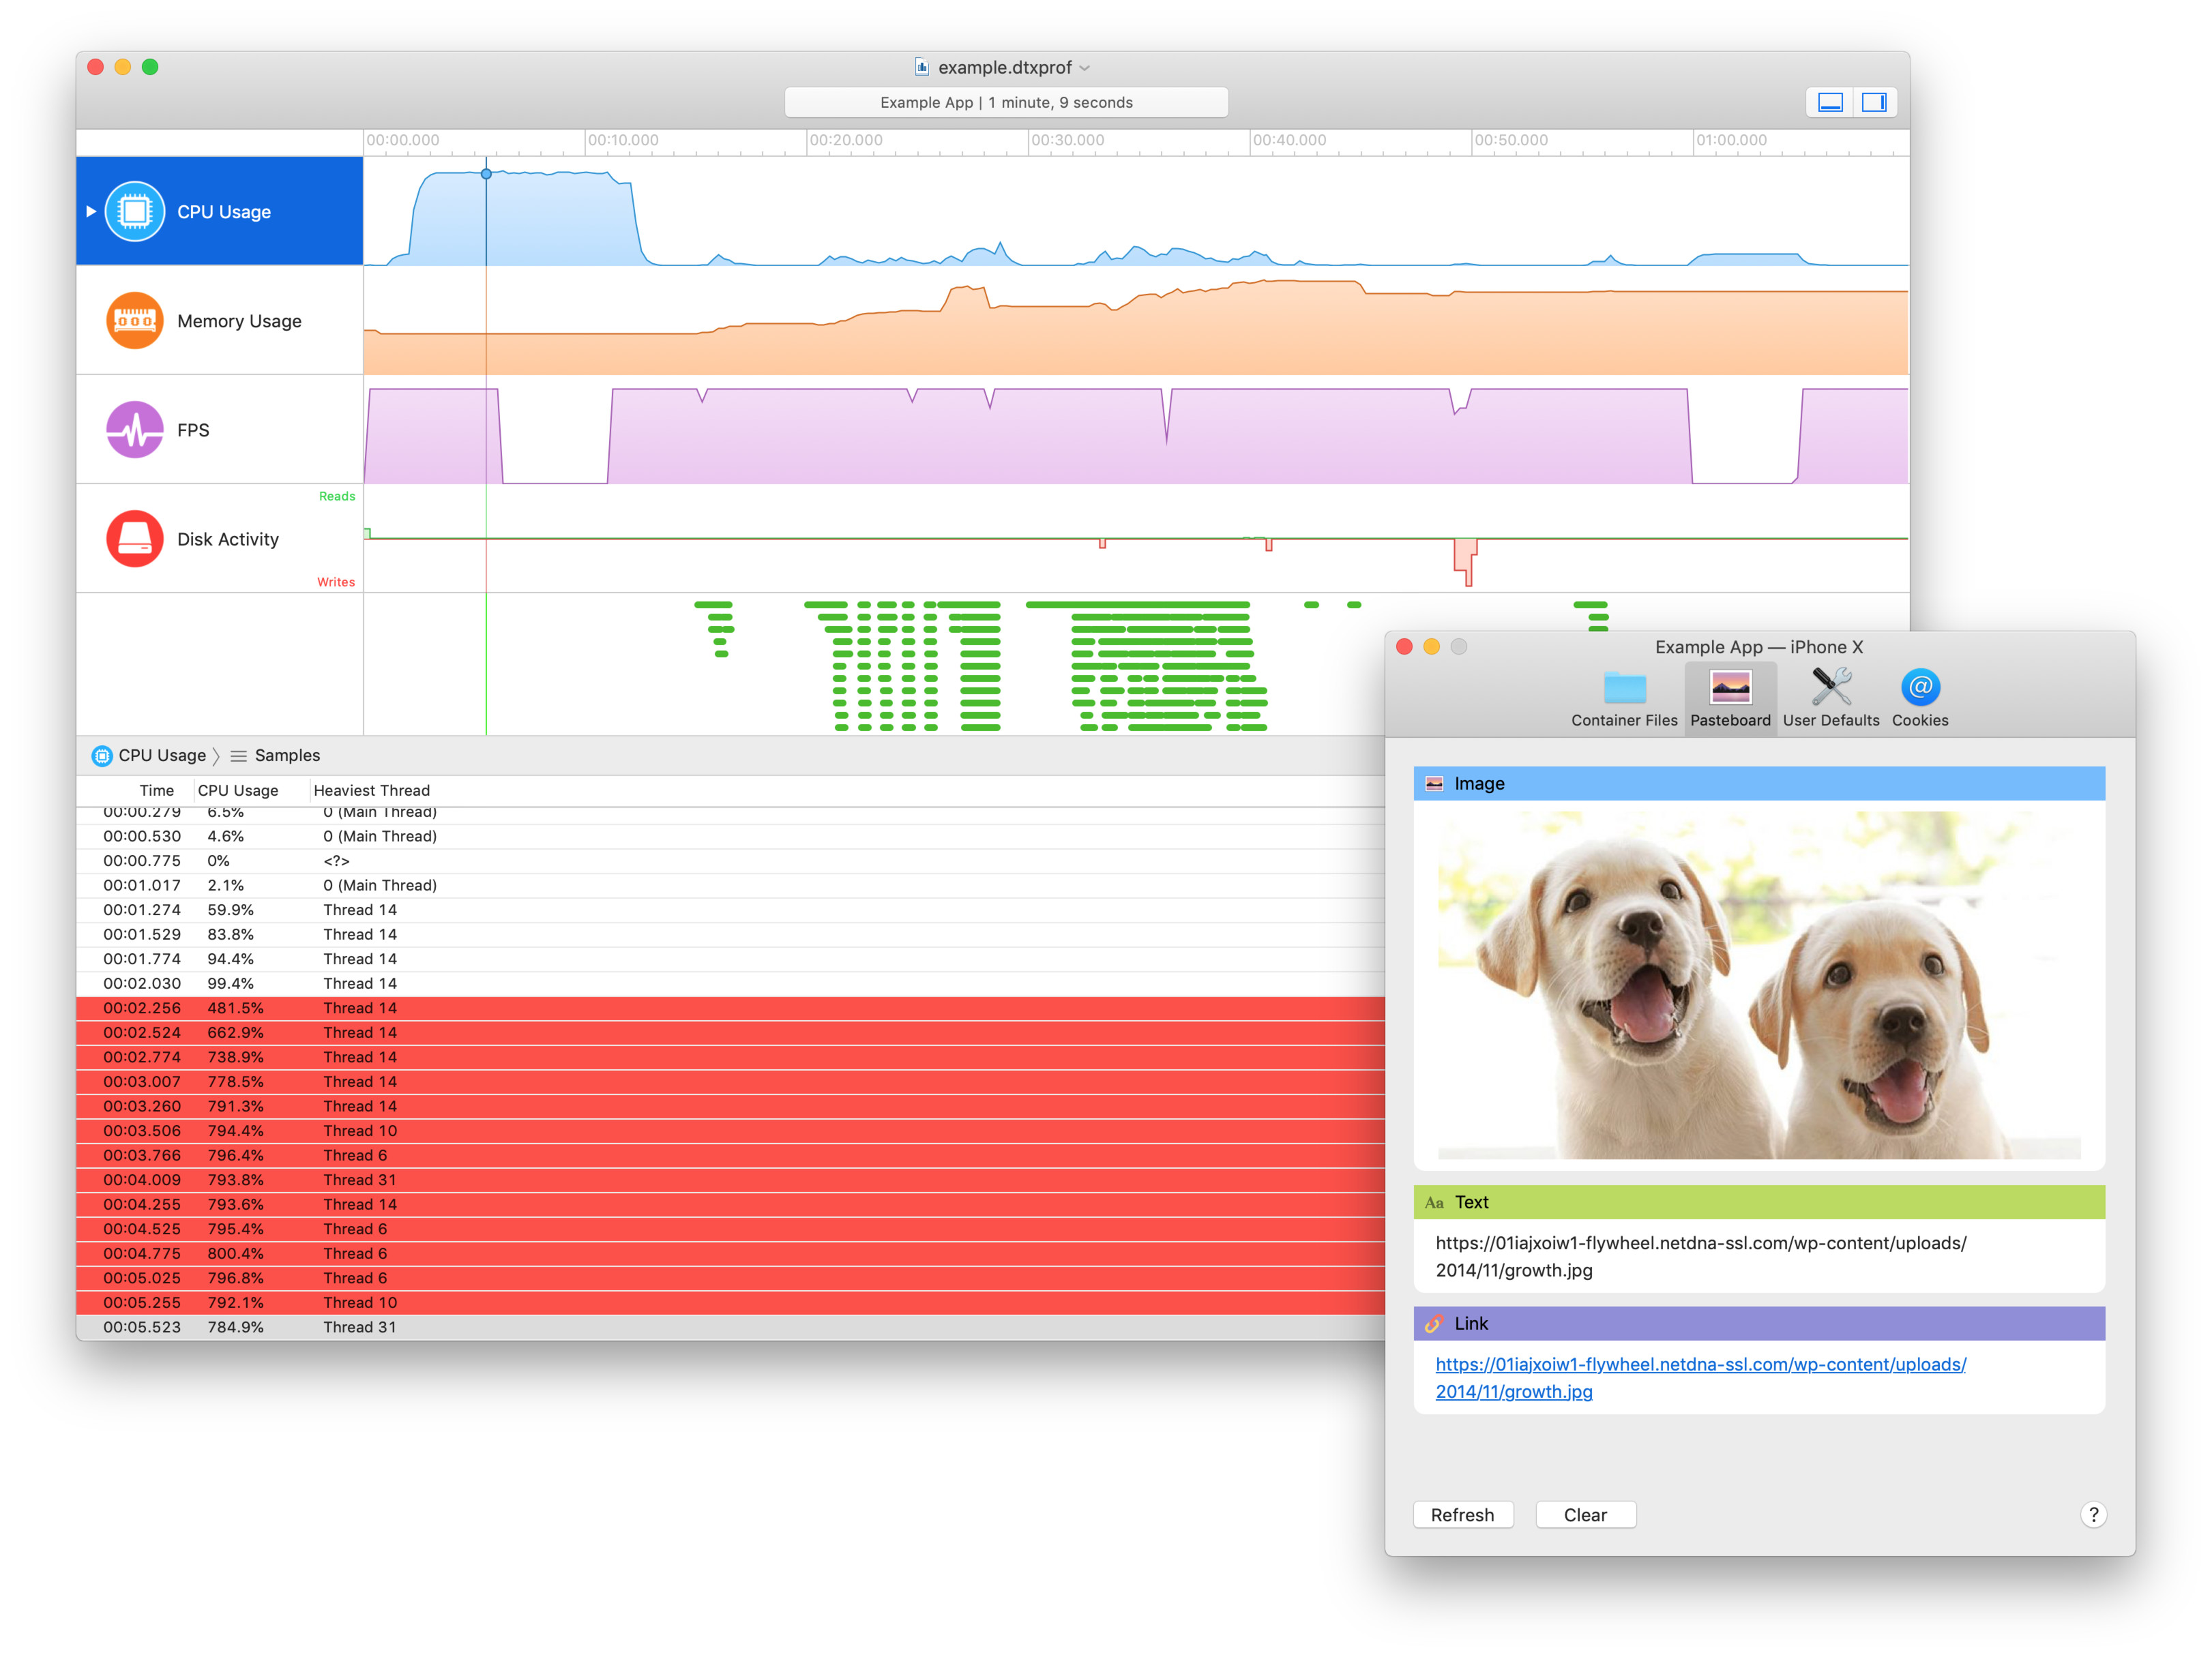 example.dtxprof
Example App | 1 minute, 9 seconds
00:00.000 00:10.000 00:20.000 00:30.000 00:40.000 00:50.000 01:00.000
CPU Usage
Memory Usage
FPS
Reads
Disk Activity
Writes
CPU Usage Samples
Time CPU Usage Heaviest Thread
00:00.279 6.5% 0 (Main Thread)
00:00.530 4.6% 0 (Main Thread)
00:00.775 0% <?>
00:01.017 2.1% 0 (Main Thread)
00:01.274 59.9% Thread 14
00:01.529 83.8% Thread 14
00:01.774 94.4% Thread 14
00:02.030 99.4% Thread 14
00:02.256 481.5% Thread 14
00:02.524 662.9% Thread 14
00:02.774 738.9% Thread 14
00:03.007 778.5% Thread 14
00:03.260 791.3% Thread 14
00:03.506 794.4% Thread 10
00:03.766 796.4% Thread 6
00:04.009 793.8% Thread 31
00:04.255 793.6% Thread 14
00:04.525 795.4% Thread 6
00:04.775 800.4% Thread 6
00:05.025 796.8% Thread 6
00:05.255 792.1% Thread 10
00:05.523 784.9% Thread 31
Example App — iPhone X
Container Files Pasteboard User Defaults Cookies
Image
Aa Text
https://01iajxoiw1-flywheel.netdna-ssl.com/wp-content/uploads/
2014/11/growth.jpg
Link
https://01iajxoiw1-flywheel.netdna-ssl.com/wp-content/uploads/
2014/11/growth.jpg
Refresh Clear ?